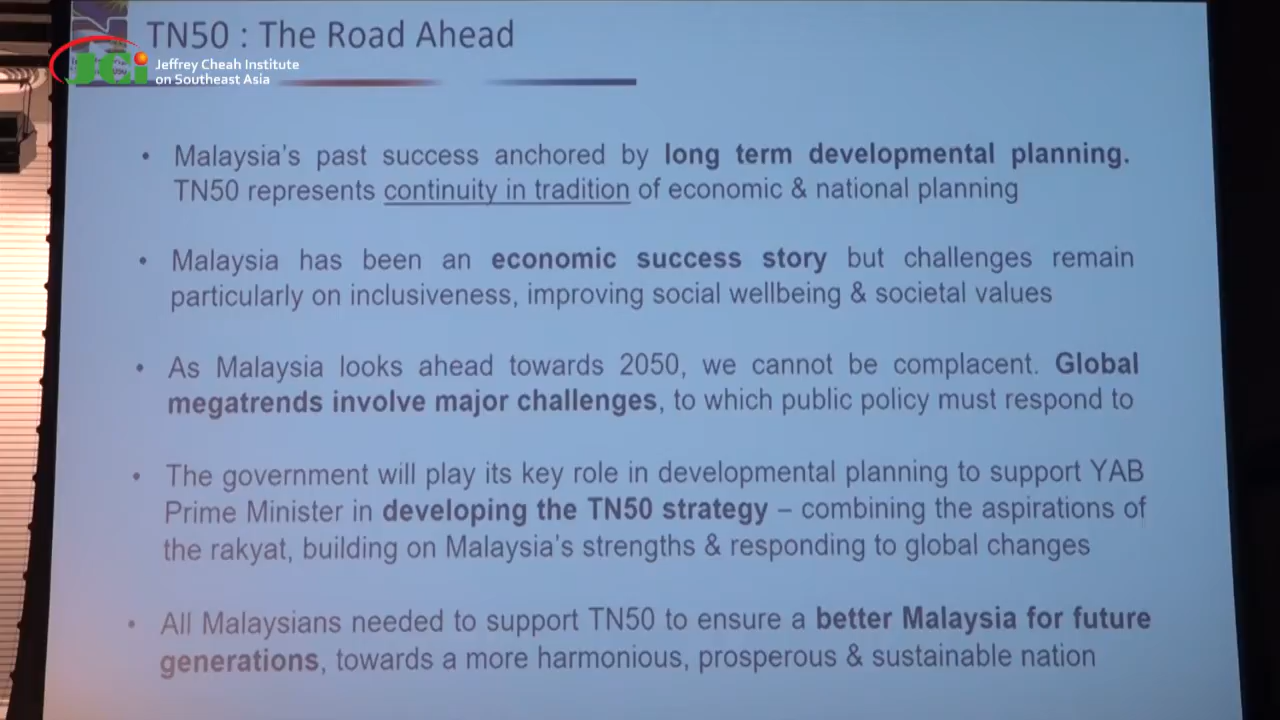 TN50 : The Road Ahead
JCi
Jeffrey Cheah Institute
on Southeast Asia
• Malaysia's past success anchored by long term developmental planning.
TN50 represents continuity in tradition of economic & national planning
• Malaysia has been an economic success story but challenges remain
particularly on inclusiveness, improving social wellbeing & societal values
• As Malaysia looks ahead towards 2050, we cannot be complacent. Global
megatrends involve major challenges, to which public policy must respond to
• The government will play its key role in developmental planning to support YAB
Prime Minister in developing the TN50 strategy – combining the aspirations of
the rakyat, building on Malaysia's strengths & responding to global changes
• All Malaysians needed to support TN50 to ensure a better Malaysia for future
generations, towards a more harmonious, prosperous & sustainable nation